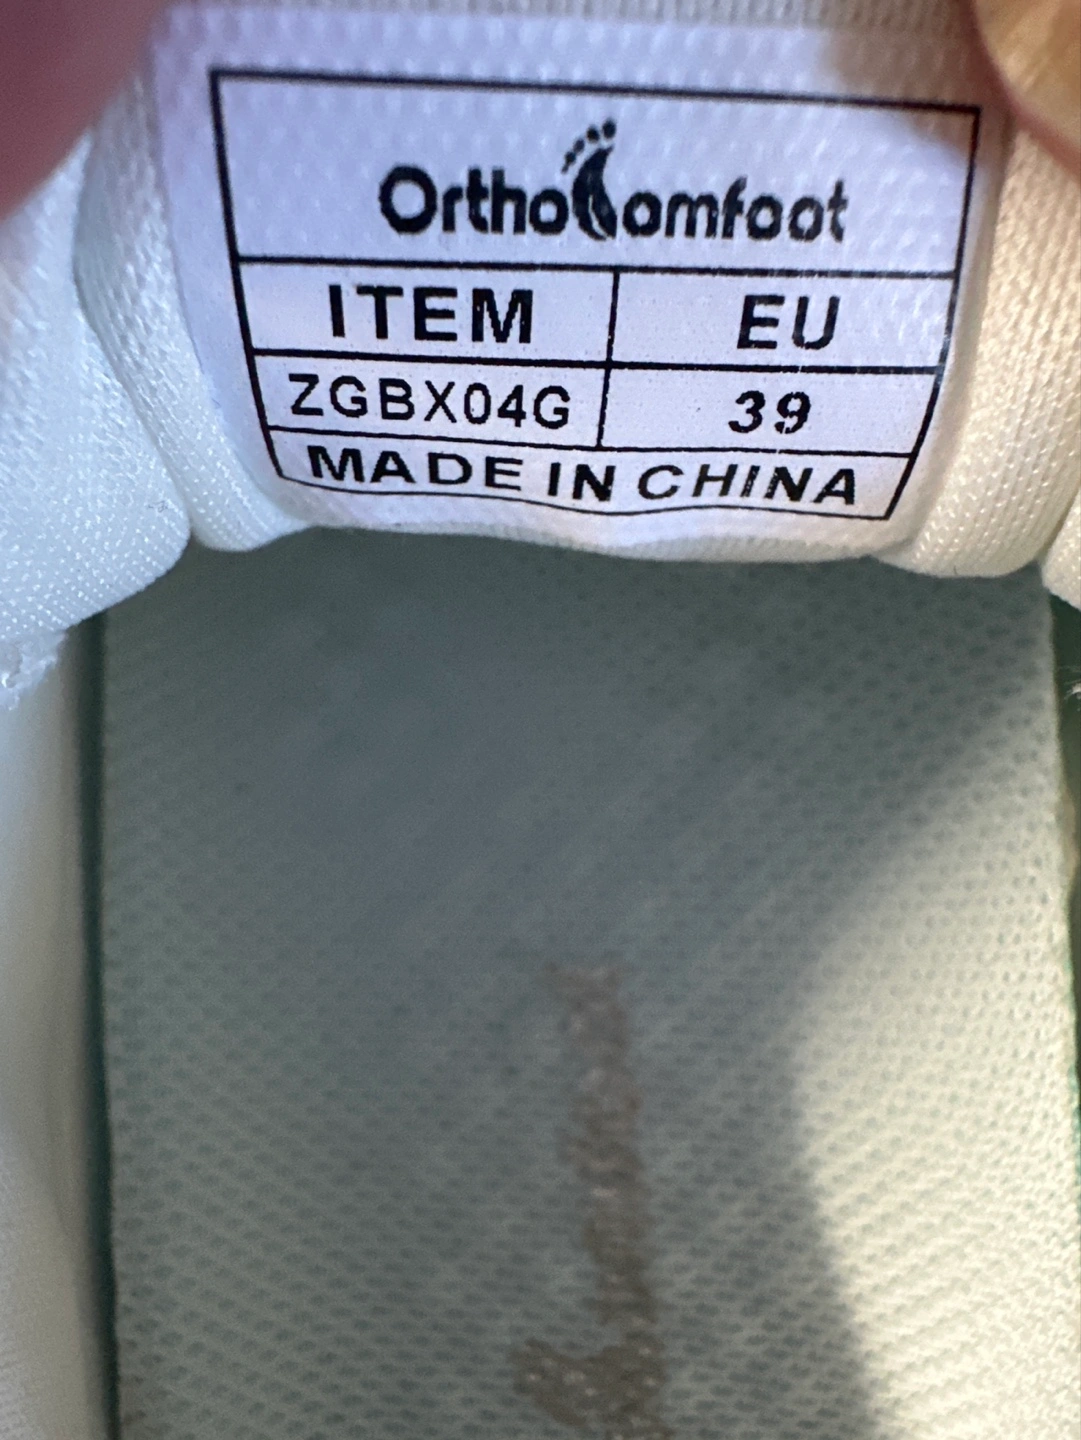 OrthoComfoot
ITEM EU
ZGBX04G 39
MADE IN CHINA